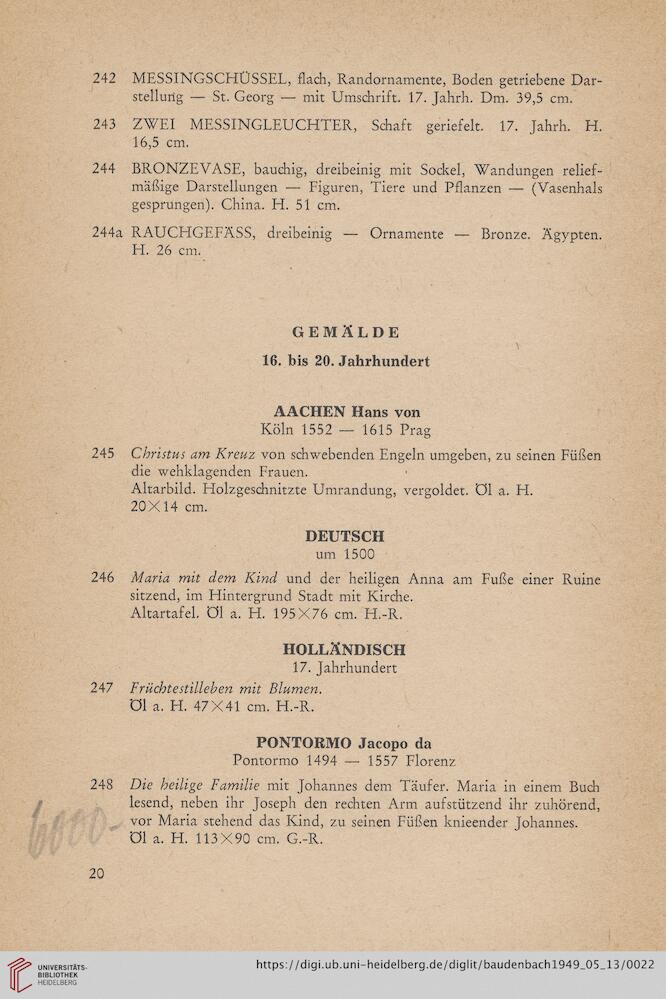 242 MESSINGSCHÜSSEL, flach, Randornamente, Boden getriebene Dar-
stellung — St. Georg — mit Umschrift. 17. Jahrh. Dm. 39,5 cm.
243 ZWEI MESSINGLEUCHTER, Schaft geriefelt. 17. Jahrh. H.
16,5 cm.
244 BRONZEVASE, bauchig, dreibeinig mit Sockel, Wandungen relief-
mäßige Darstellungen — Figuren, Tiere und Pflanzen — (Vasenhals
gesprungen). China. H. 51 cm.
244a RAUCHGEFÄSS, dreibeinig — Ornamente — Bronze. Ägypten.
H. 26 cm.
GEMÄLDE
16. bis 20. Jahrhundert
AACHEN Hans von
Köln 1552 — 1615 Prag
245 Christus am Kreuz von schwebenden Engeln umgeben, zu seinen Füßen
die wehklagenden Frauen.
Altarbild. Holzgeschnitzte Umrandung, vergoldet. Öl a. H.
20×14 cm.
DEUTSCH
um 1500
246 Maria mit dem Kind und der heiligen Anna am Fuße einer Ruine
sitzend, im Hintergrund Stadt mit Kirche.
Altartafel. Öl a. H. 195×76 cm. H.-R.
HOLLÄNDISCH
17. Jahrhundert
247 Früchtestilleben mit Blumen.
Öl a. H. 47×41 cm. H.-R.
PONTORMO Jacopo da
Pontormo 1494 — 1557 Florenz
248 Die heilige Familie mit Johannes dem Täufer. Maria in einem Buch
lesend, neben ihr Joseph den rechten Arm aufstützend ihr zuhörend,
vor Maria stehend das Kind, zu seinen Füßen knieender Johannes.
Öl a. H. 113×90 cm. G.-R.
6000-
20
UNIVERSITÄTS-
BIBLIOTHEK
HEIDELBERG
https://digi.ub.uni-heidelberg.de/diglit/baudenbach1949_05_13/0022